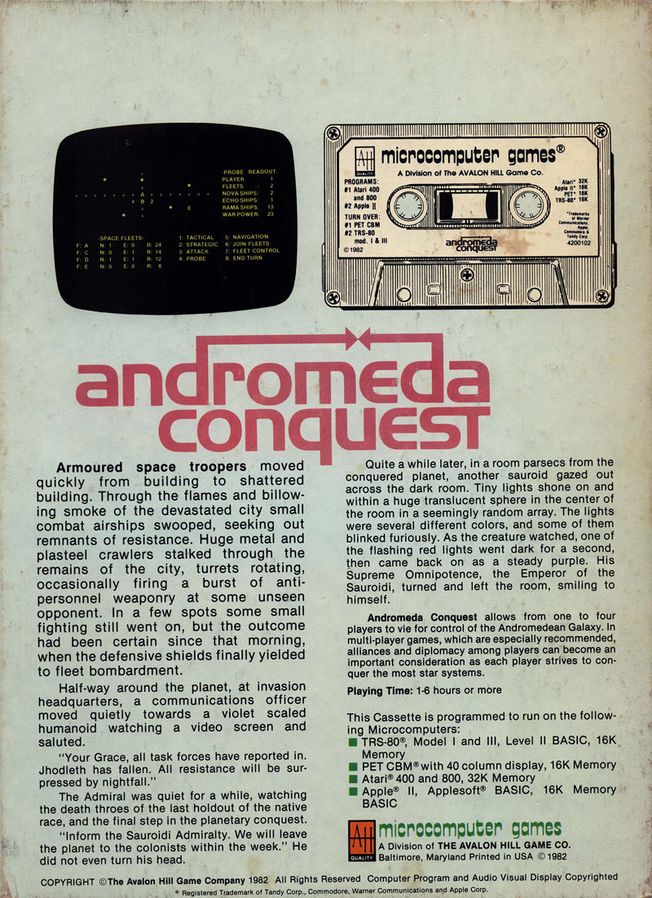 -PROBE READOUT-
PLAYER 1
FLEETS 2
NOVA SHIPS: 2
ECHO SHIPS: 1
RAMA SHIPS: 13
WAR POWER: 23
A
B 2
E
-SPACE FLEETS-
F: A N: 1 E: 0 R: 24
F: C N: 0 E: 1 R: 14
F: D N: 1 E: 1 R: 12
F: E N: 0 E: 0 R: 8
1: TACTICAL 5: NAVIGATION
2: STRATEGIC 6: JOIN FLEETS
3: ATTACK 7: FLEET CONTROL
4: PROBE 8: END TURN
AH
QUALITY
microcomputer games®
A Division of The AVALON HILL Game Co.
PROGRAMS:
#1 Atari 400
and 800
#2 Apple ][
TURN OVER:
#1 PET CBM
#2 TRS-80
mod. I & III
©1982
Atari* 32K
Apple II* 16K
PET* 16K
TRS-80* 16K
*Trademarks
of Warner
Communications
Apple
Commodore &
Tandy Corp.
4200102
andromeda
conquest
andromeda
conquest
Armoured space troopers moved
quickly from building to shattered
building. Through the flames and billow-
ing smoke of the devastated city small
combat airships swooped, seeking out
remnants of resistance. Huge metal and
plasteel crawlers stalked through the
remains of the city, turrets rotating,
occasionally firing a burst of anti-
personnel weaponry at some unseen
opponent. In a few spots some small
fighting still went on, but the outcome
had been certain since that morning,
when the defensive shields finally yielded
to fleet bombardment.
Half-way around the planet, at invasion
headquarters, a communications officer
moved quietly towards a violet scaled
humanoid watching a video screen and
saluted.
"Your Grace, all task forces have reported in.
Jhodleth has fallen. All resistance will be sur-
pressed by nightfall."
The Admiral was quiet for a while, watching
the death throes of the last holdout of the native
race, and the final step in the planetary conquest.
"Inform the Sauroidi Admiralty. We will leave
the planet to the colonists within the week." He
did not even turn his head.
Quite a while later, in a room parsecs from the
conquered planet, another sauroid gazed out
across the dark room. Tiny lights shone on and
within a huge translucent sphere in the center of
the room in a seemingly random array. The lights
were several different colors, and some of them
blinked furiously. As the creature watched, one of
the flashing red lights went dark for a second,
then came back on as a steady purple. His
Supreme Omnipotence, the Emperor of the
Sauroidi, turned and left the room, smiling to
himself.
Andromeda Conquest allows from one to four
players to vie for control of the Andromedean Galaxy. In
multi-player games, which are especially recommended,
alliances and diplomacy among players can become an
important consideration as each player strives to con-
quer the most star systems.
Playing Time: 1-6 hours or more
This Cassette is programmed to run on the follow-
ing Microcomputers:
TRS-80®, Model I and III, Level II BASIC, 16K
Memory
PET CBM® with 40 column display, 16K Memory
Atari® 400 and 800, 32K Memory
Apple® II, Applesoft® BASIC, 16K Memory
BASIC
AH
QUALITY
microcomputer games
A Division of THE AVALON HILL GAME CO.
Baltimore, Maryland Printed in USA © 1982
COPYRIGHT © The Avalon Hill Game Company 1982 All Rights Reserved Computer Program and Audio Visual Display Copyrighted
® Registered Trademark of Tandy Corp., Commodore, Warner Communications and Apple Corp.